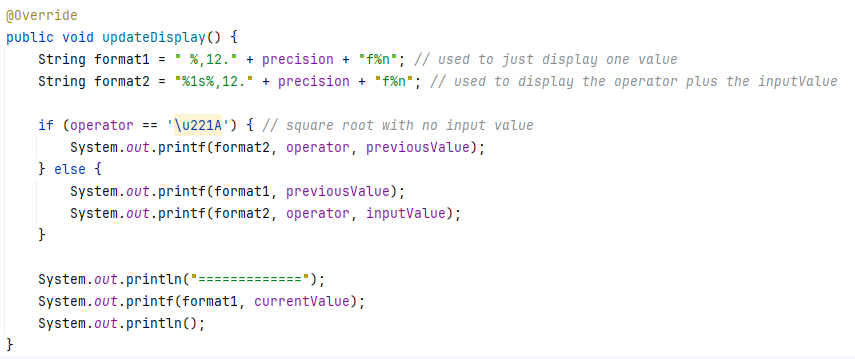 @Override
public void updateDisplay() {
    String format1 = " %,12." + precision + "f%n"; // used to just display one value
    String format2 = "%1s%,12." + precision + "f%n"; // used to display the operator plus the inputValue

    if (operator == '\u221A') { // square root with no input value
        System.out.printf(format2, operator, previousValue);
    } else {
        System.out.printf(format1, previousValue);
        System.out.printf(format2, operator, inputValue);
    }

    System.out.println("=============");
    System.out.printf(format1, currentValue);
    System.out.println();
}